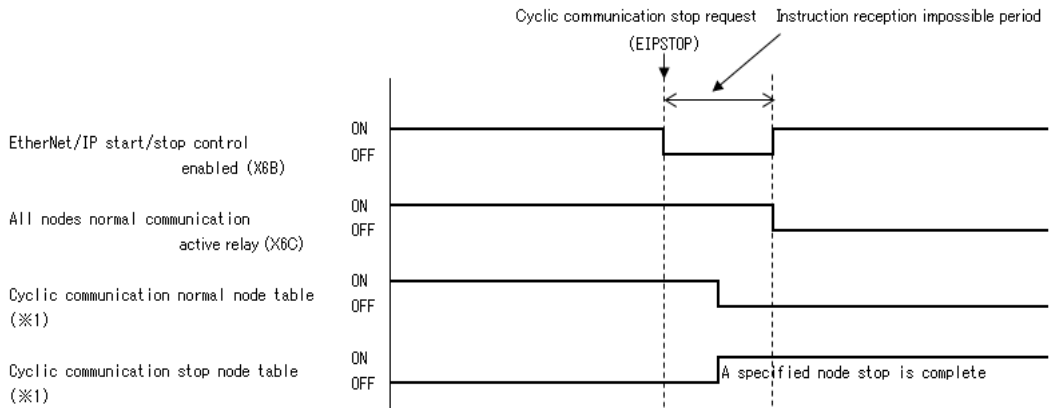 Cyclic communication stop request Instruction reception impossible period
(EIPSTOP)
ON
EtherNet/IP start/stop control
OFF
enabled (X6B)
ON
All nodes normal communication
OFF
active relay (X6C)
ON
Cyclic communication normal node table
OFF
(※1)
ON
Cyclic communication stop node table
A specified node stop is complete
OFF
(※1)